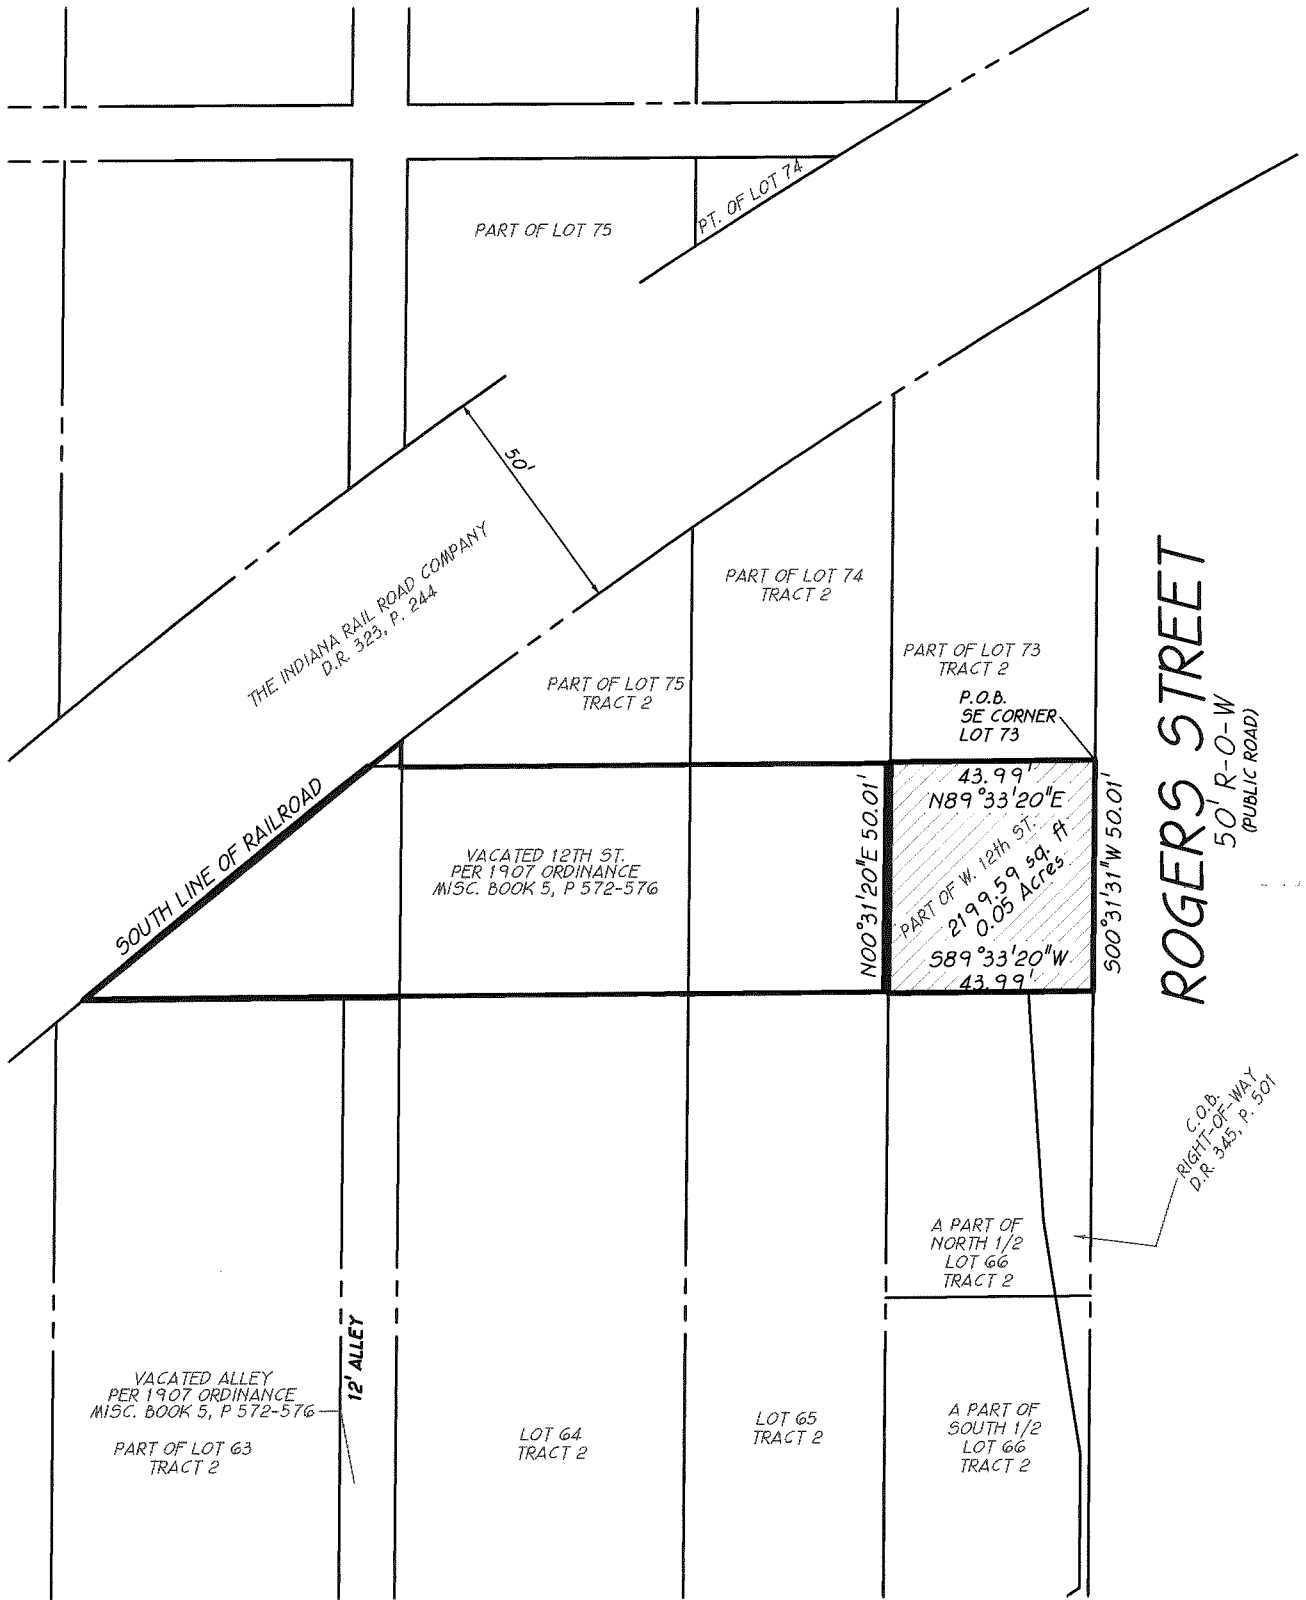 PART OF LOT 75
PT. OF LOT 74
50'
THE INDIANA RAIL ROAD COMPANY
D.R. 323, P. 244
PART OF LOT 74
TRACT 2
PART OF LOT 73
TRACT 2
PART OF LOT 75
TRACT 2
P.O.B.
SE CORNER
LOT 73
ROGERS STREET
50' R-O-W
(PUBLIC ROAD)
SOUTH LINE OF RAILROAD
VACATED 12TH ST.
PER 1907 ORDINANCE
MISC. BOOK 5, P 572-576
N00°31'20"E 50.01'
43.99'
N89°33'20"E
PART OF W. 12th ST.
2199.59 sq. ft
0.05 Acres
S89°33'20"W
43.99'
S00°31'31"W 50.01'
C.O.B.
RIGHT-OF-WAY
D.R. 345, P. 501
A PART OF
NORTH 1/2
LOT 66
TRACT 2
12' ALLEY
VACATED ALLEY
PER 1907 ORDINANCE
MISC. BOOK 5, P 572-576
PART OF LOT 63
TRACT 2
LOT 64
TRACT 2
LOT 65
TRACT 2
A PART OF
SOUTH 1/2
LOT 66
TRACT 2